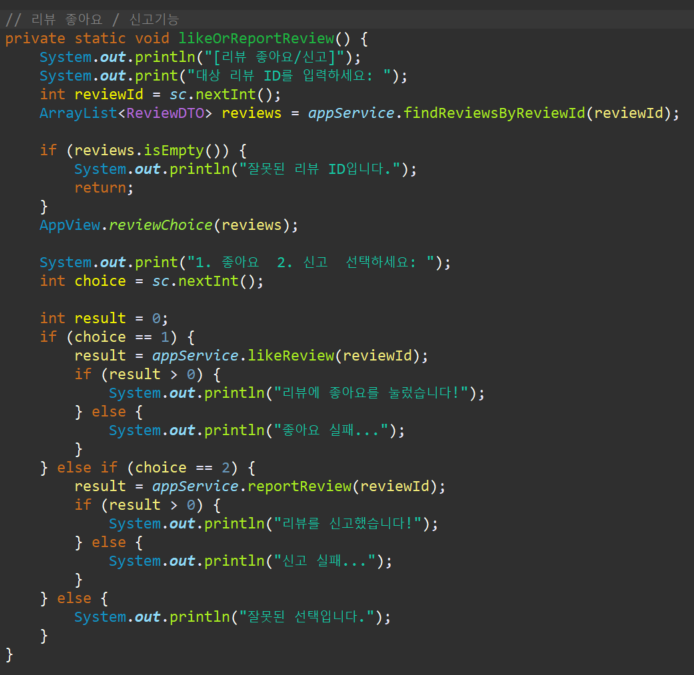 // 리뷰 좋아요 / 신고기능
private static void likeOrReportReview() {
    System.out.println("[리뷰 좋아요/신고]");
    System.out.print("대상 리뷰 ID를 입력하세요: ");
    int reviewId = sc.nextInt();
    ArrayList<ReviewDTO> reviews = appService.findReviewsByReviewId(reviewId);

    if (reviews.isEmpty()) {
        System.out.println("잘못된 리뷰 ID입니다.");
        return;
    }
    AppView.reviewChoice(reviews);

    System.out.print("1. 좋아요  2. 신고  선택하세요: ");
    int choice = sc.nextInt();

    int result = 0;
    if (choice == 1) {
        result = appService.likeReview(reviewId);
        if (result > 0) {
            System.out.println("리뷰에 좋아요를 눌렀습니다!");
        } else {
            System.out.println("좋아요 실패...");
        }
    } else if (choice == 2) {
        result = appService.reportReview(reviewId);
        if (result > 0) {
            System.out.println("리뷰를 신고했습니다!");
        } else {
            System.out.println("신고 실패...");
        }
    } else {
        System.out.println("잘못된 선택입니다.");
    }
}